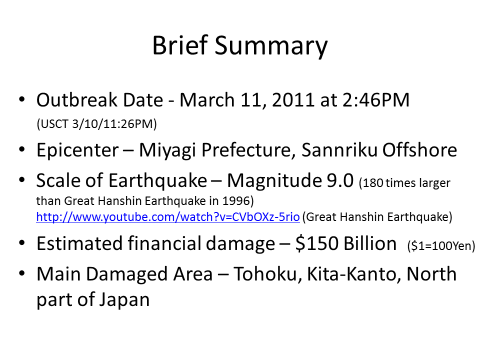 Brief Summary
• Outbreak Date - March 11, 2011 at 2:46PM
(USCT 3/10/11:26PM)
• Epicenter – Miyagi Prefecture, Sannriku Offshore
• Scale of Earthquake – Magnitude 9.0 (180 times larger
than Great Hanshin Earthquake in 1996)
http://www.youtube.com/watch?v=CVbOXz-5rio (Great Hanshin Earthquake)
• Estimated financial damage – $150 Billion ($1=100Yen)
• Main Damaged Area – Tohoku, Kita-Kanto, North
part of Japan